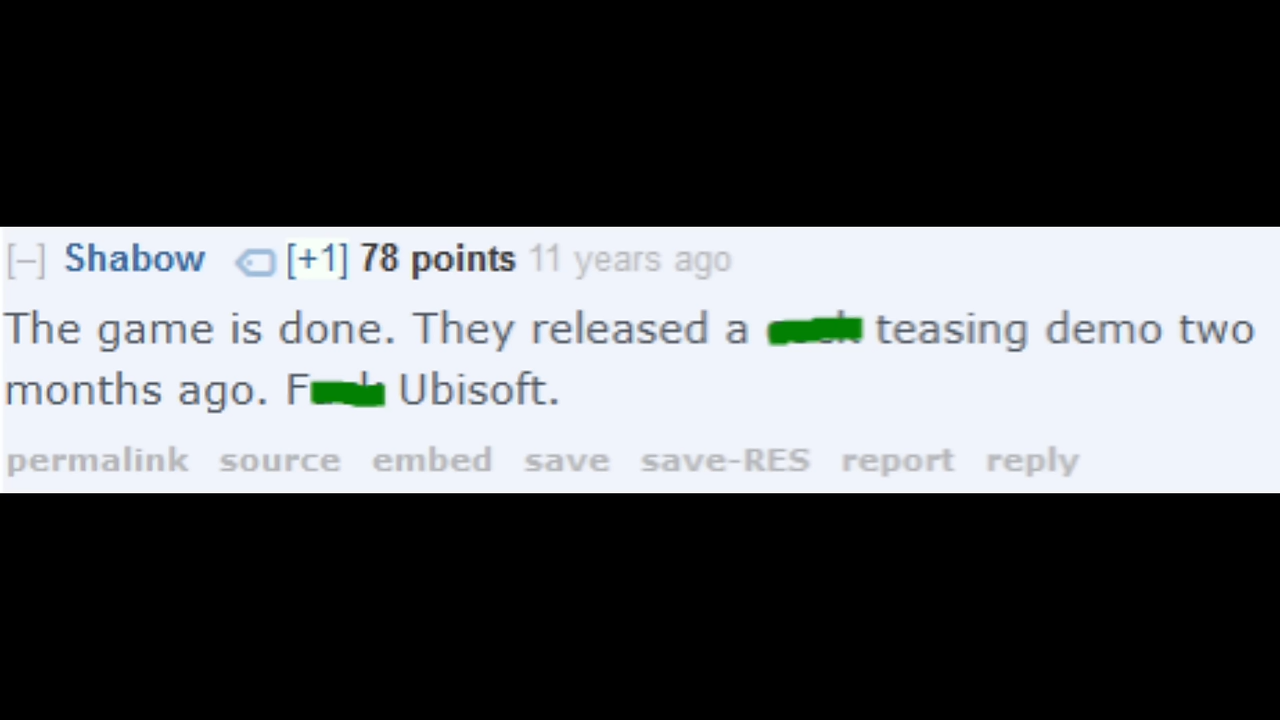 [–] Shabow [+1] 78 points 11 years ago
The game is done. They released a teasing demo two
months ago. Ubisoft.
permalink source embed save save-RES report reply